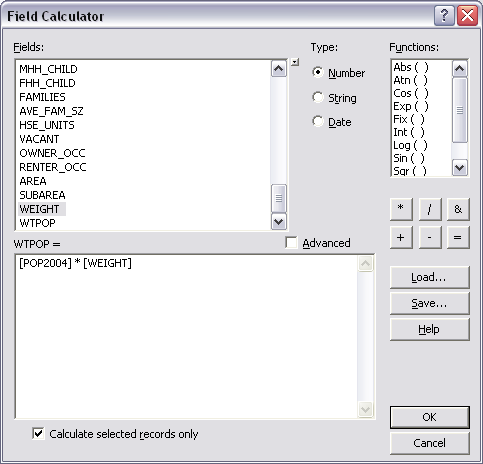 Field Calculator
Fields:
MHH_CHILD
FHH_CHILD
FAMILIES
AVE_FAM_SZ
HSE_UNITS
VACANT
OWNER_OCC
RENTER_OCC
AREA
SUBAREA
WEIGHT
WTPOP
Type:
Number
String
Date
Functions:
Abs ( )
Atn ( )
Cos ( )
Exp ( )
Fix ( )
Int ( )
Log ( )
Sin ( )
Sqr ( )
* / &
+ - =
WTPOP =
Advanced
[POP2004] * [WEIGHT]
Load...
Save...
Help
Calculate selected records only
OK
Cancel